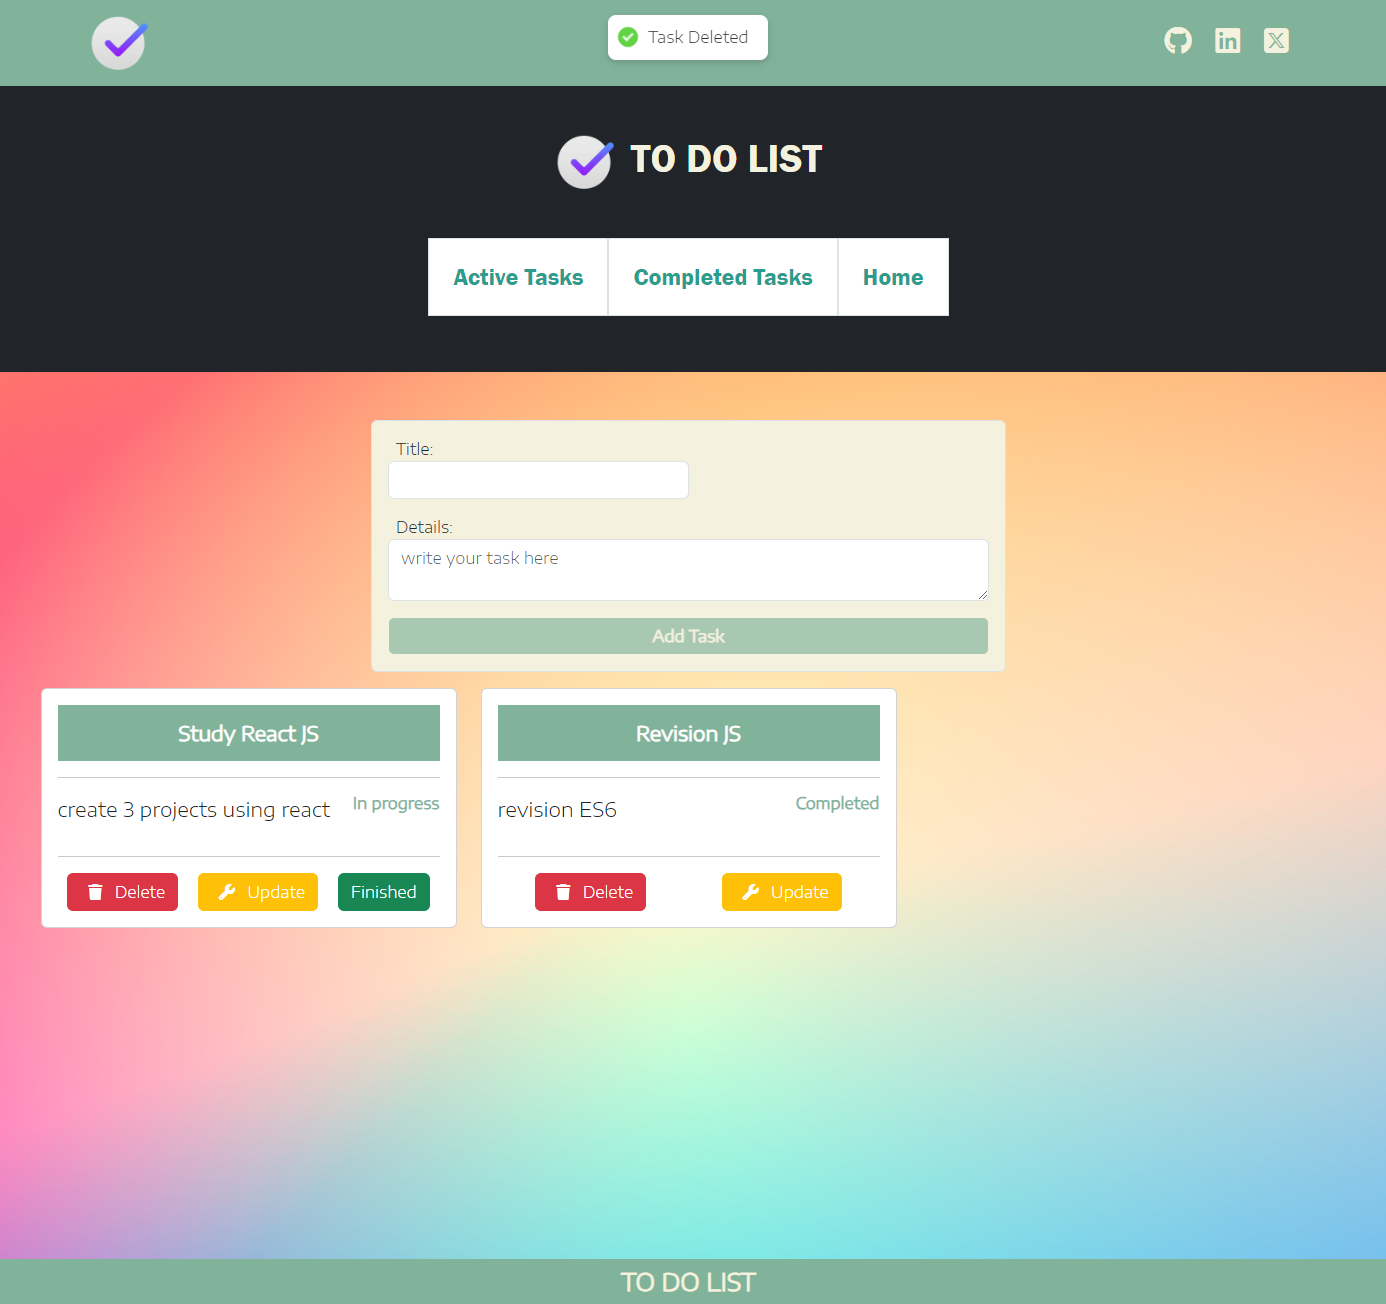 Task Deleted
TO DO LIST
Active Tasks
Completed Tasks
Home
Title:
Details:
write your task here
Add Task
Study React JS
create 3 projects using react
In progress
Delete
Update
Finished
Revision JS
revision ES6
Completed
Delete
Update
TO DO LIST